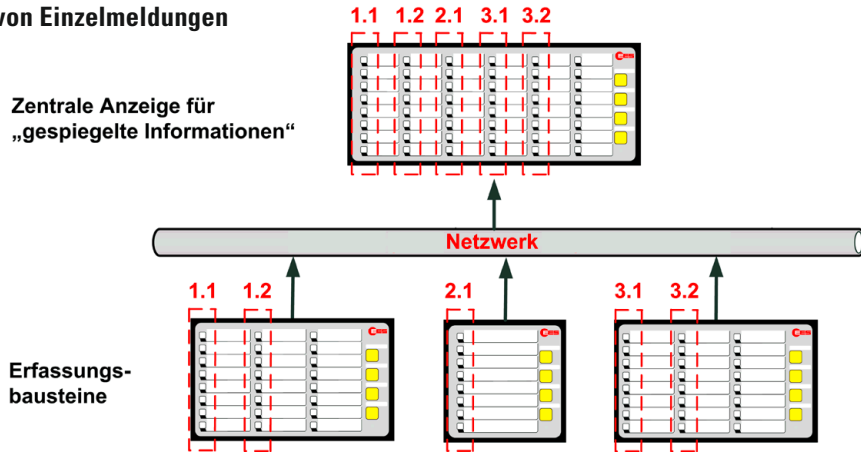 von Einzelmeldungen
1.1 1.2 2.1 3.1 3.2
Zentrale Anzeige für
„gespiegelte Informationen“
Netzwerk
1.1 1.2 2.1 3.1 3.2
Erfassungs-
bausteine